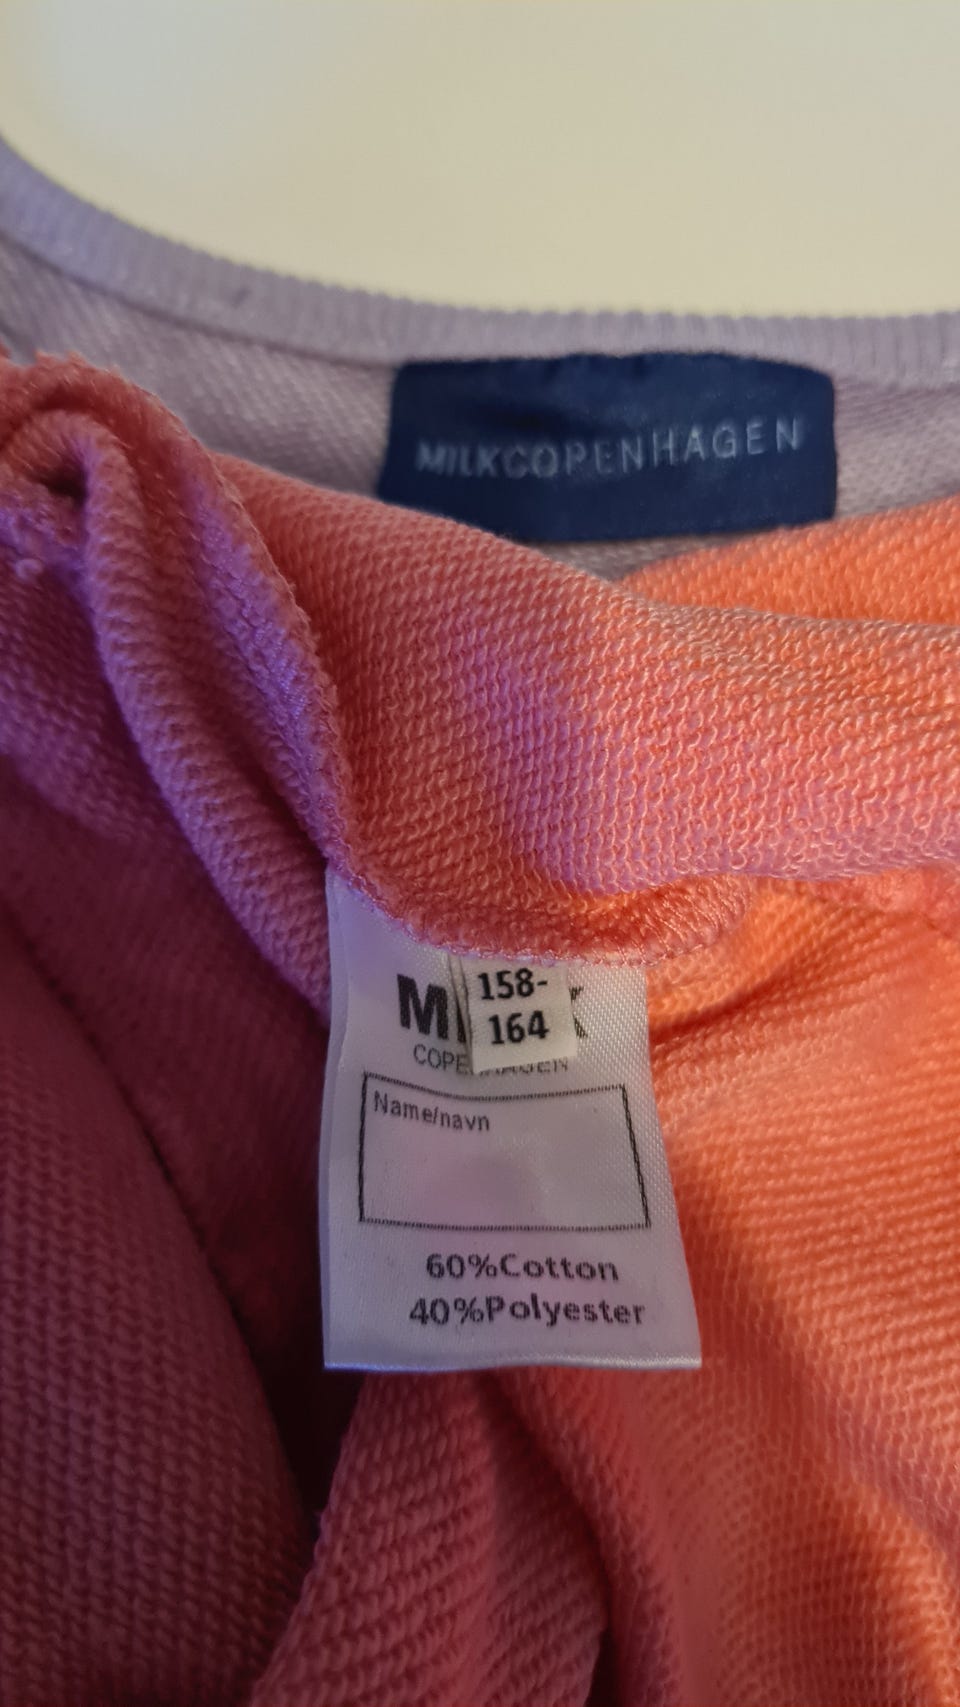 MILKCOPENHAGEN
158-
164
Name/navn
60%Cotton
40%Polyester